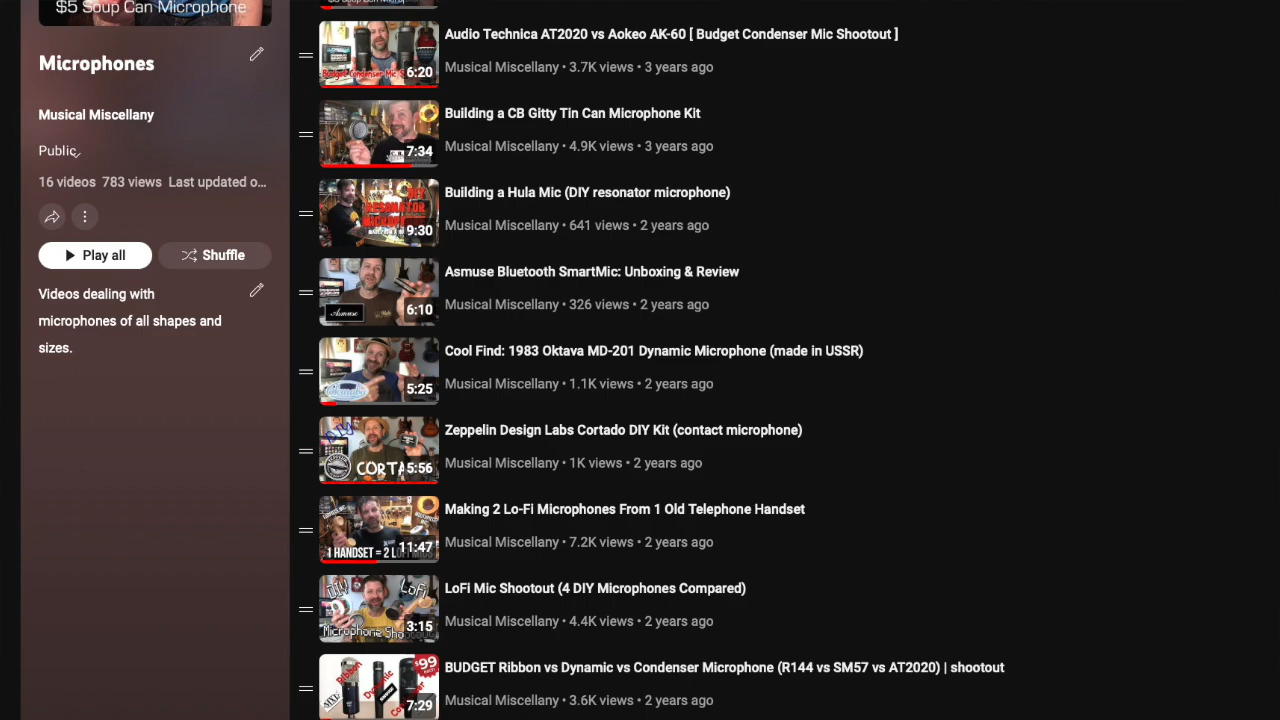 $5 Soup Can Microphone
Microphones
Musical Miscellany
Public
16 videos 783 views Last updated o...
Play all
Shuffle
Videos dealing with
microphones of all shapes and
sizes.
6:20
Audio Technica AT2020 vs Aokeo AK-60 [ Budget Condenser Mic Shootout ]
Musical Miscellany • 3.7K views • 3 years ago
7:34
Building a CB Gitty Tin Can Microphone Kit
Musical Miscellany • 4.9K views • 3 years ago
DIY
RESONATOR
9:30
Building a Hula Mic (DIY resonator microphone)
Musical Miscellany • 641 views • 2 years ago
Asmuse
6:10
Asmuse Bluetooth SmartMic: Unboxing & Review
Musical Miscellany • 326 views • 2 years ago
5:25
Cool Find: 1983 Oktava MD-201 Dynamic Microphone (made in USSR)
Musical Miscellany • 1.1K views • 2 years ago
DIY
5:56
Zeppelin Design Labs Cortado DIY Kit (contact microphone)
Musical Miscellany • 1K views • 2 years ago
1 HANDSET = 2 LOFI MICS
11:47
Making 2 Lo-Fi Microphones From 1 Old Telephone Handset
Musical Miscellany • 7.2K views • 2 years ago
DIY LoFi
Microphone Shootout
3:15
LoFi Mic Shootout (4 DIY Microphones Compared)
Musical Miscellany • 4.4K views • 2 years ago
$99
Ribbon
Dynamic
7:29
BUDGET Ribbon vs Dynamic vs Condenser Microphone (R144 vs SM57 vs AT2020) | shootout
Musical Miscellany • 3.6K views • 2 years ago